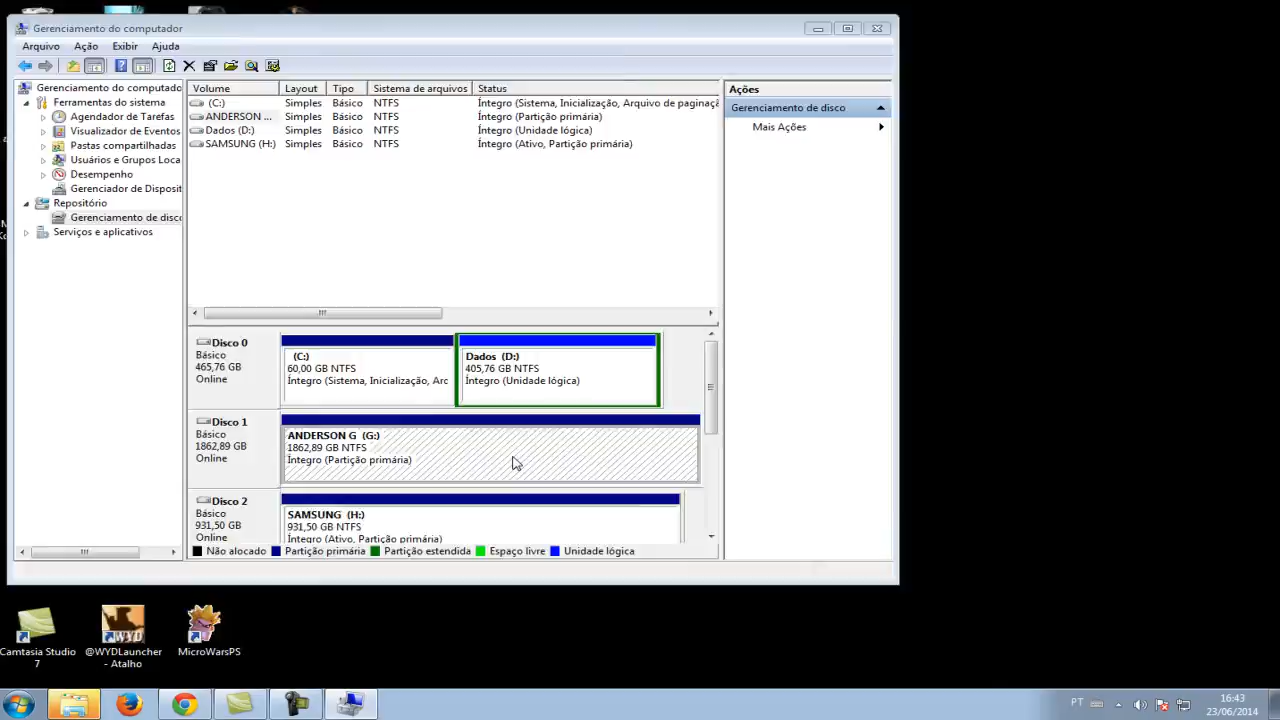 Gerenciamento do computador
Arquivo Ação Exibir Ajuda
Gerenciamento do computado
Ferramentas do sistema
Agendador de Tarefas
Visualizador de Eventos
Pastas compartilhadas
Usuários e Grupos Loca
Desempenho
Gerenciador de Disposit
Repositório
Gerenciamento de disco
Serviços e aplicativos
Volume Layout Tipo Sistema de arquivos Status
(C:) Simples Básico NTFS Íntegro (Sistema, Inicialização, Arquivo de paginaçã
ANDERSON ... Simples Básico NTFS Íntegro (Partição primária)
Dados (D:) Simples Básico NTFS Íntegro (Unidade lógica)
SAMSUNG (H:) Simples Básico NTFS Íntegro (Ativo, Partição primária)
Ações
Gerenciamento de disco
Mais Ações
Disco 0
Básico
465,76 GB
Online
(C:)
60,00 GB NTFS
Íntegro (Sistema, Inicialização, Arc
Dados (D:)
405,76 GB NTFS
Íntegro (Unidade lógica)
Disco 1
Básico
1862,89 GB
Online
ANDERSON G (G:)
1862,89 GB NTFS
Íntegro (Partição primária)
Disco 2
Básico
931,50 GB
Online
SAMSUNG (H:)
931,50 GB NTFS
Íntegro (Ativo, Partição primária)
Não alocado Partição primária Partição estendida Espaço livre Unidade lógica
Camtasia Studio
7
@WYDLauncher
- Atalho
MicroWarsPS
PT
16:43
23/06/2014